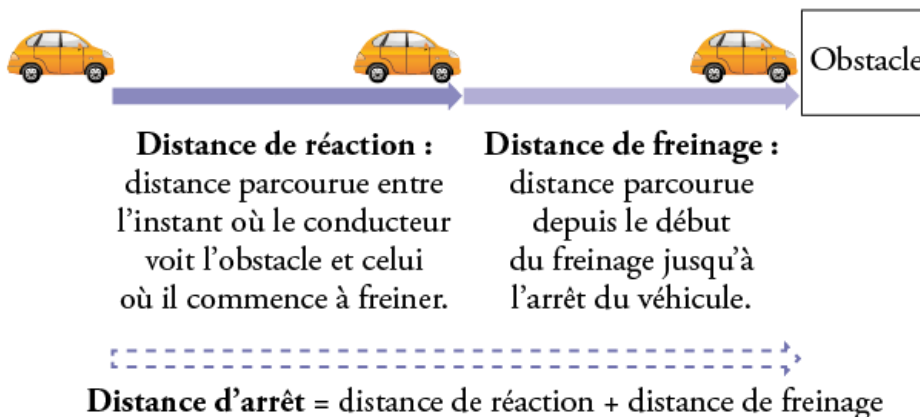 Obstacle
Distance de réaction :
distance parcourue entre
l'instant où le conducteur
voit l'obstacle et celui
où il commence à freiner.
Distance de freinage :
distance parcourue
depuis le début
du freinage jusqu'à
l'arrêt du véhicule.
Distance d'arrêt = distance de réaction + distance de freinage